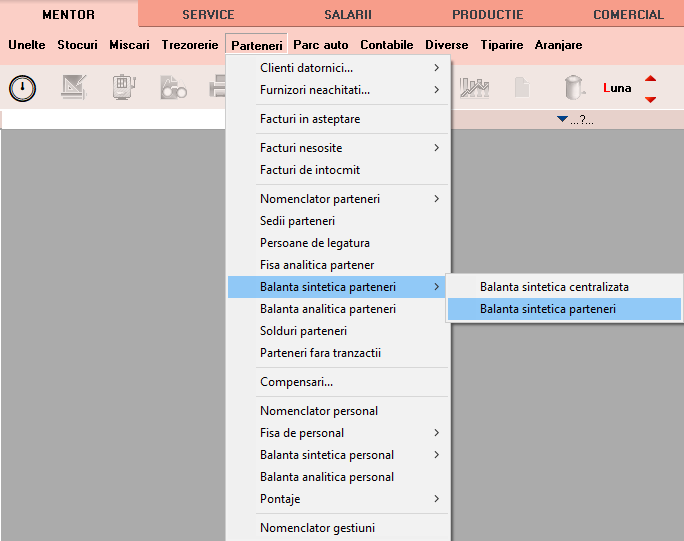 MENTOR SERVICE SALARII PRODUCTIE COMERCIAL
Unelte Stocuri Miscari Trezorerie Parteneri Parc auto Contabile Diverse Tiparire Aranjare
Luna
...?...
Clienti datornici...
Furnizori neachitati...
Facturi in asteptare
Facturi nesosite
Facturi de intocmit
Nomenclator parteneri
Sedii parteneri
Persoane de legatura
Fisa analitica partener
Balanta sintetica parteneri
Balanta sintetica centralizata
Balanta sintetica parteneri
Balanta analitica parteneri
Solduri parteneri
Parteneri fara tranzactii
Compensari...
Nomenclator personal
Fisa de personal
Balanta sintetica personal
Balanta analitica personal
Pontaje
Nomenclator gestiuni